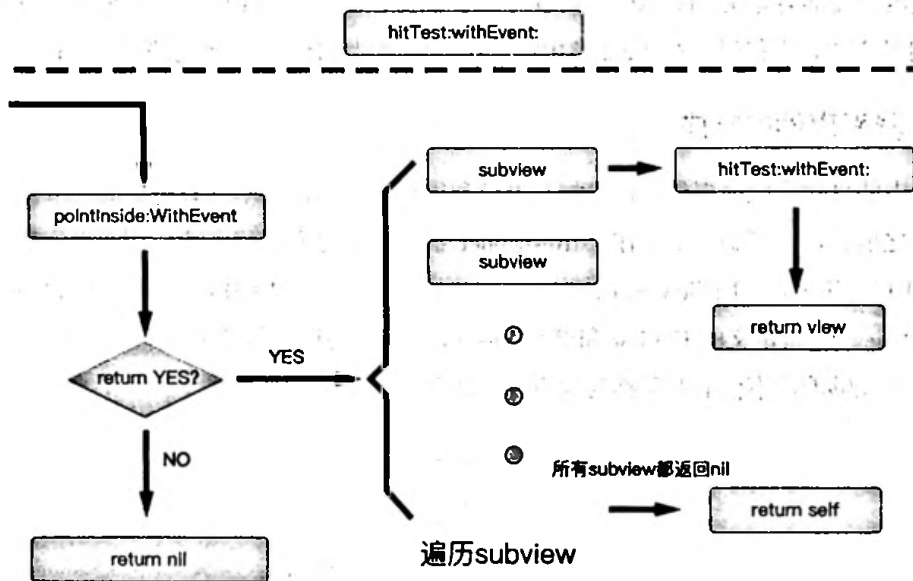 hitTest:withEvent:
pointInside:WithEvent
return YES?
YES
NO
return nil
subview
subview
hitTest:withEvent:
return view
所有subview都返回nil
return self
遍历subview